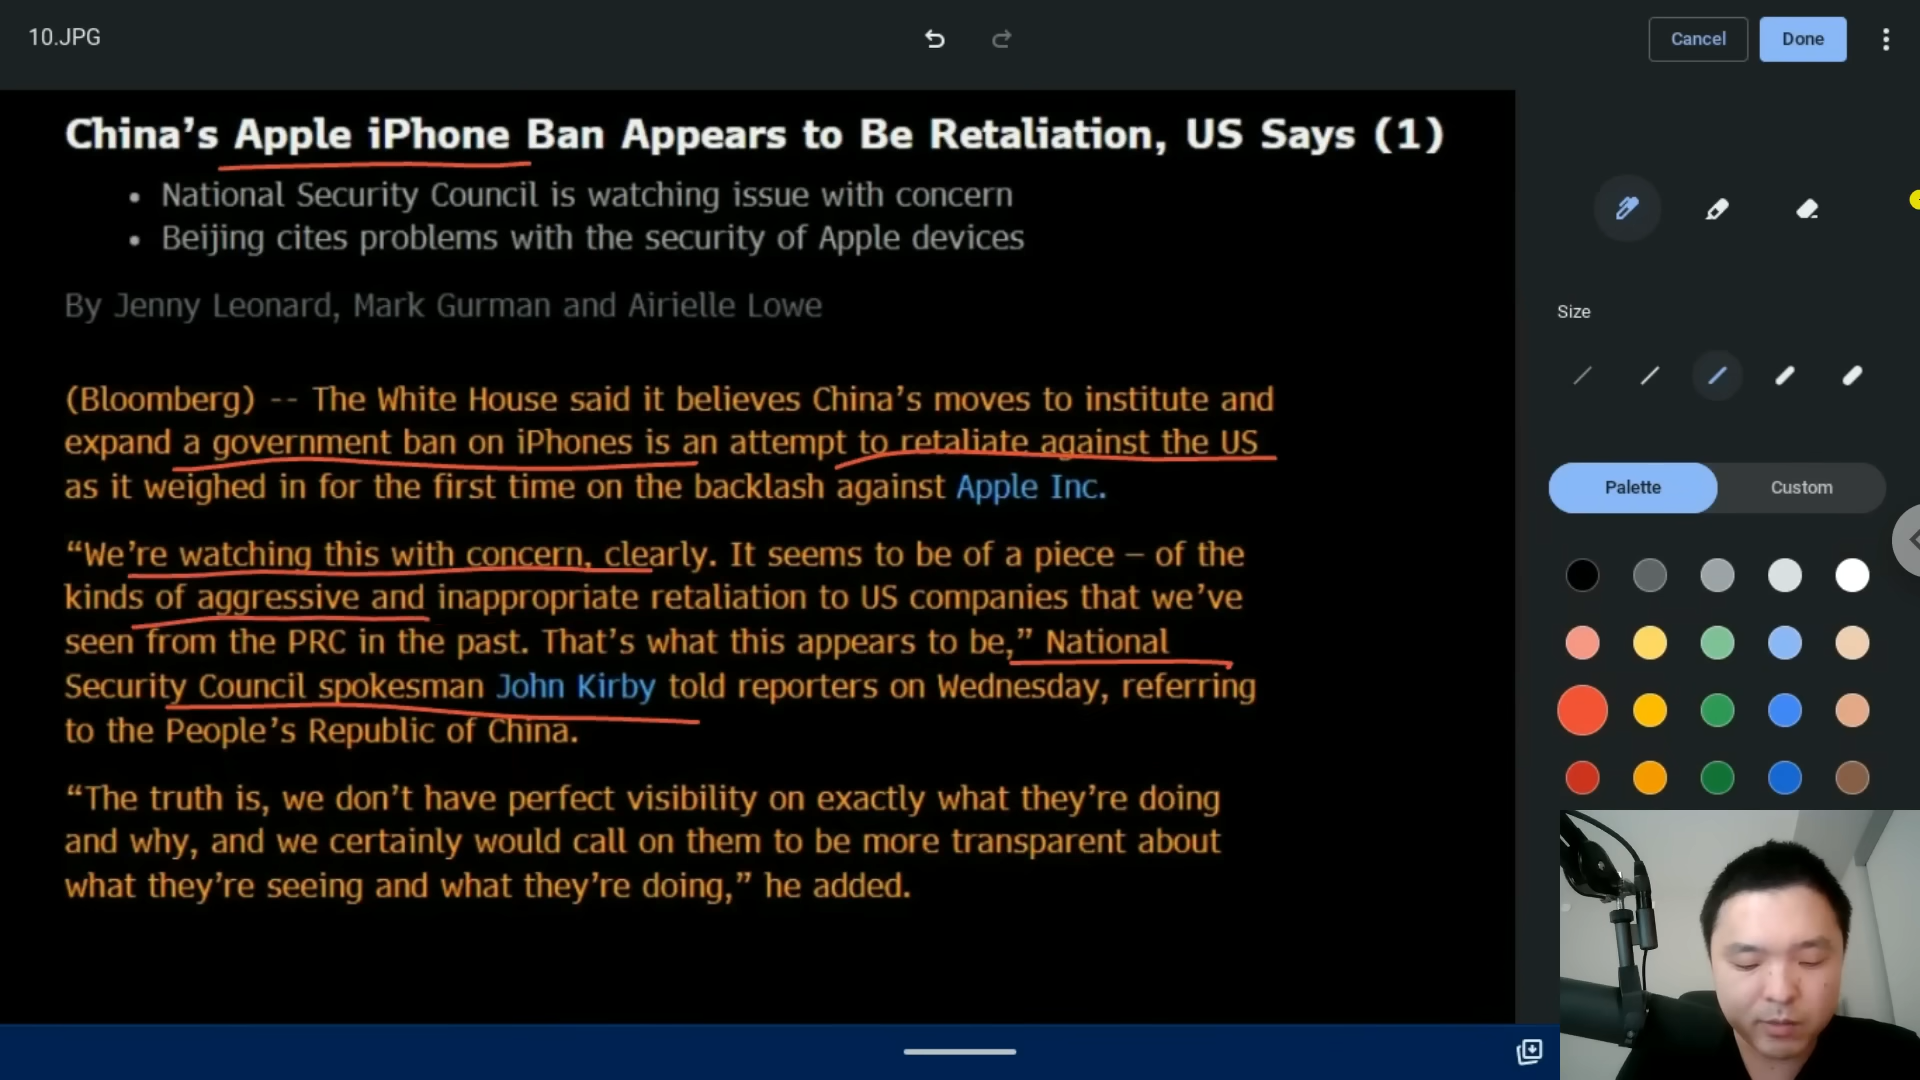 10.JPG
Cancel
Done
China's Apple iPhone Ban Appears to Be Retaliation, US Says (1)
• National Security Council is watching issue with concern
• Beijing cites problems with the security of Apple devices
By Jenny Leonard, Mark Gurman and Airielle Lowe
(Bloomberg) -- The White House said it believes China's moves to institute and
expand a government ban on iPhones is an attempt to retaliate against the US
as it weighed in for the first time on the backlash against Apple Inc.
“We're watching this with concern, clearly. It seems to be of a piece – of the
kinds of aggressive and inappropriate retaliation to US companies that we've
seen from the PRC in the past. That's what this appears to be,” National
Security Council spokesman John Kirby told reporters on Wednesday, referring
to the People's Republic of China.
“The truth is, we don't have perfect visibility on exactly what they're doing
and why, and we certainly would call on them to be more transparent about
what they're seeing and what they're doing,” he added.
Size
Palette
Custom